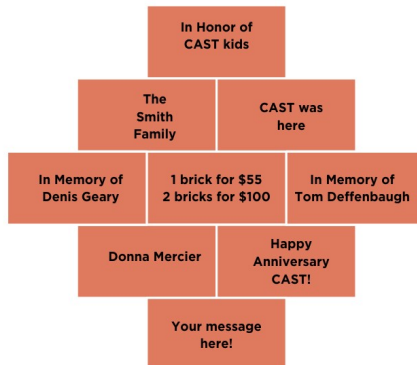 In Honor of
CAST kids
The
Smith
Family
CAST was
here
In Memory of
Denis Geary
1 brick for $55
2 bricks for $100
In Memory of
Tom Deffenbaugh
Donna Mercier
Happy
Anniversary
CAST!
Your message
here!